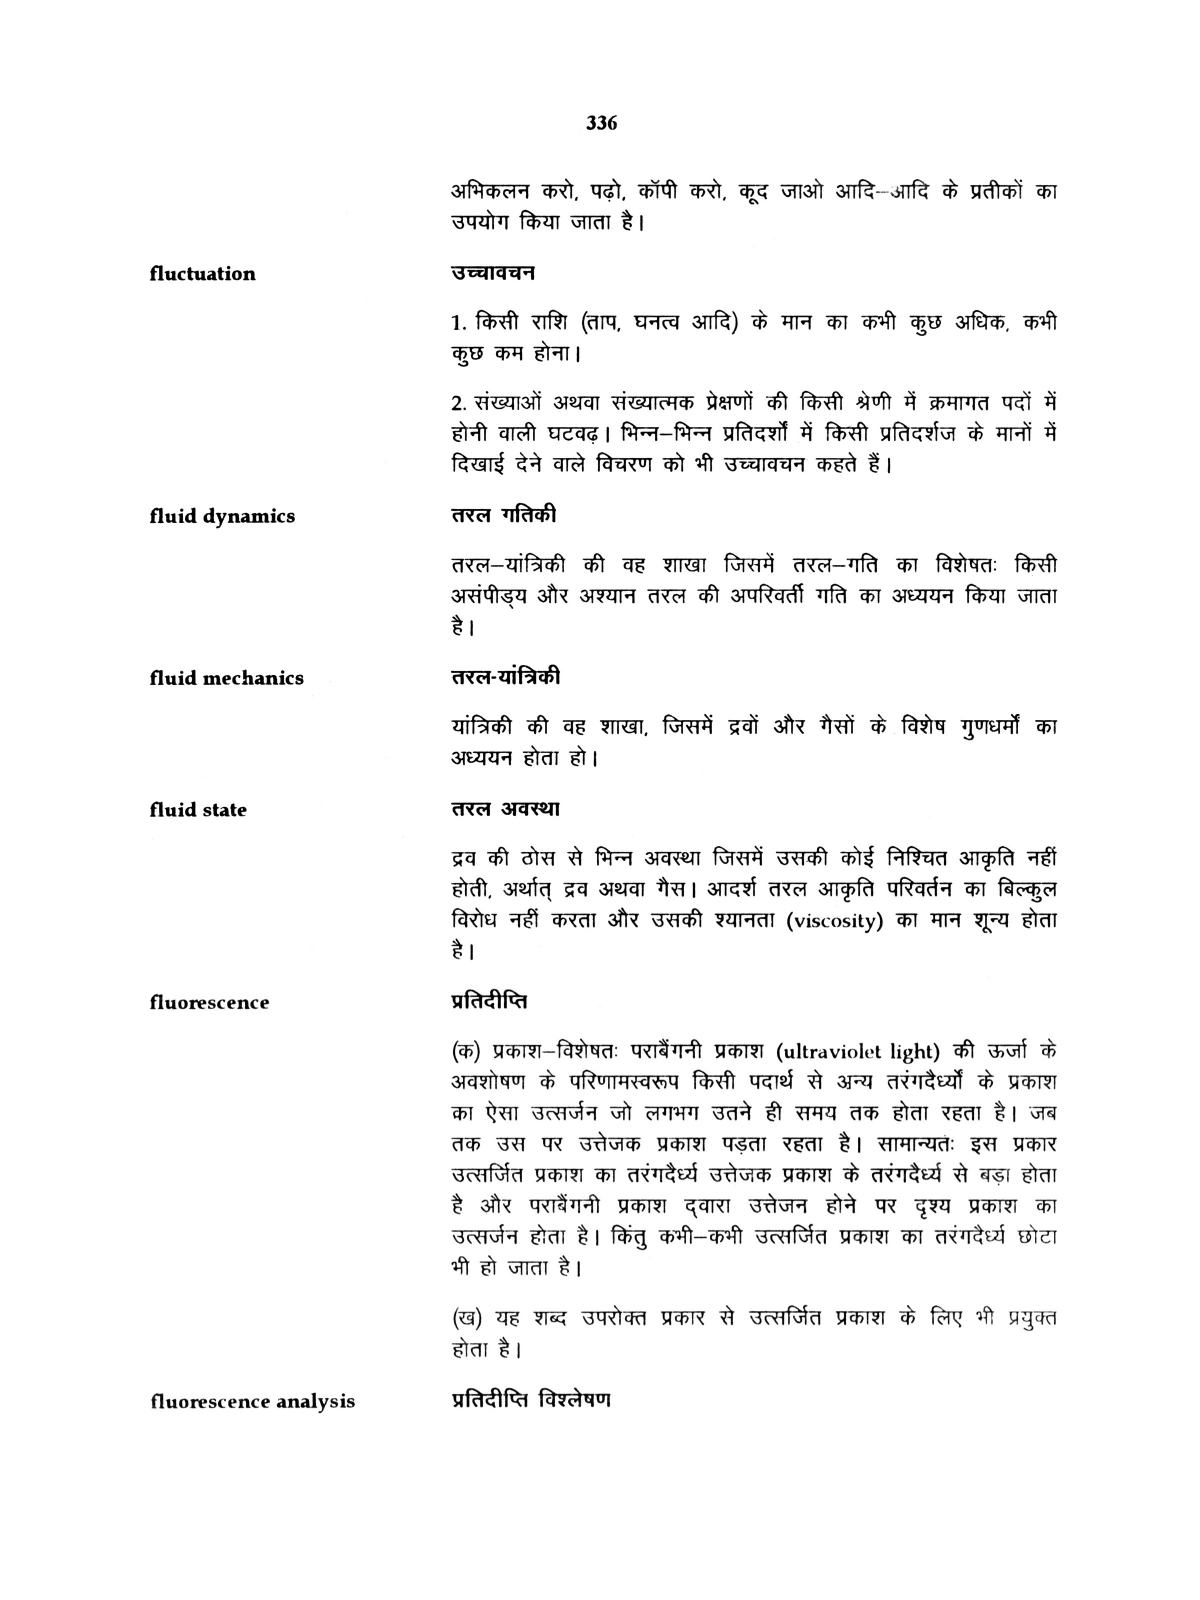 336
अभिकलन करो, पढ़ो, कॉपी करो, कूद जाओ आदि–आदि के प्रतीकों का
उपयोग किया जाता है।
fluctuation उच्चावचन
1. किसी राशि (ताप, घनत्व आदि) के मान का कभी कुछ अधिक, कभी
कुछ कम होना।
2. संख्याओं अथवा संख्यात्मक प्रेक्षणों की किसी श्रेणी में क्रमागत पदों में
होनी वाली घटवढ़। भिन्न–भिन्न प्रतिदर्शों में किसी प्रतिदर्शज के मानों में
दिखाई देने वाले विचरण को भी उच्चावचन कहते हैं।
fluid dynamics तरल गतिकी
तरल–यांत्रिकी की वह शाखा जिसमें तरल–गति का विशेषतः किसी
असंपीड्य और अश्यान तरल की अपरिवर्ती गति का अध्ययन किया जाता
है।
fluid mechanics तरल-यांत्रिकी
यांत्रिकी की वह शाखा, जिसमें द्रवों और गैसों के विशेष गुणधर्मों का
अध्ययन होता हो।
fluid state तरल अवस्था
द्रव की ठोस से भिन्न अवस्था जिसमें उसकी कोई निश्चित आकृति नहीं
होती, अर्थात् द्रव अथवा गैस। आदर्श तरल आकृति परिवर्तन का बिल्कुल
विरोध नहीं करता और उसकी श्यानता (viscosity) का मान शून्य होता
है।
fluorescence प्रतिदीप्ति
(क) प्रकाश–विशेषतः पराबैंगनी प्रकाश (ultraviolet light) की ऊर्जा के
अवशोषण के परिणामस्वरूप किसी पदार्थ से अन्य तरंगदैर्ध्यों के प्रकाश
का ऐसा उत्सर्जन जो लगभग उतने ही समय तक होता रहता है। जब
तक उस पर उत्तेजक प्रकाश पड़ता रहता है। सामान्यतः इस प्रकार
उत्सर्जित प्रकाश का तरंगदैर्ध्य उत्तेजक प्रकाश के तरंगदैर्ध्य से बड़ा होता
है और पराबैंगनी प्रकाश द्वारा उत्तेजन होने पर दृश्य प्रकाश का
उत्सर्जन होता है। किंतु कभी–कभी उत्सर्जित प्रकाश का तरंगदैर्ध्य छोटा
भी हो जाता है।
(ख) यह शब्द उपरोक्त प्रकार से उत्सर्जित प्रकाश के लिए भी प्रयुक्त
होता है।
fluorescence analysis प्रतिदीप्ति विश्लेषण